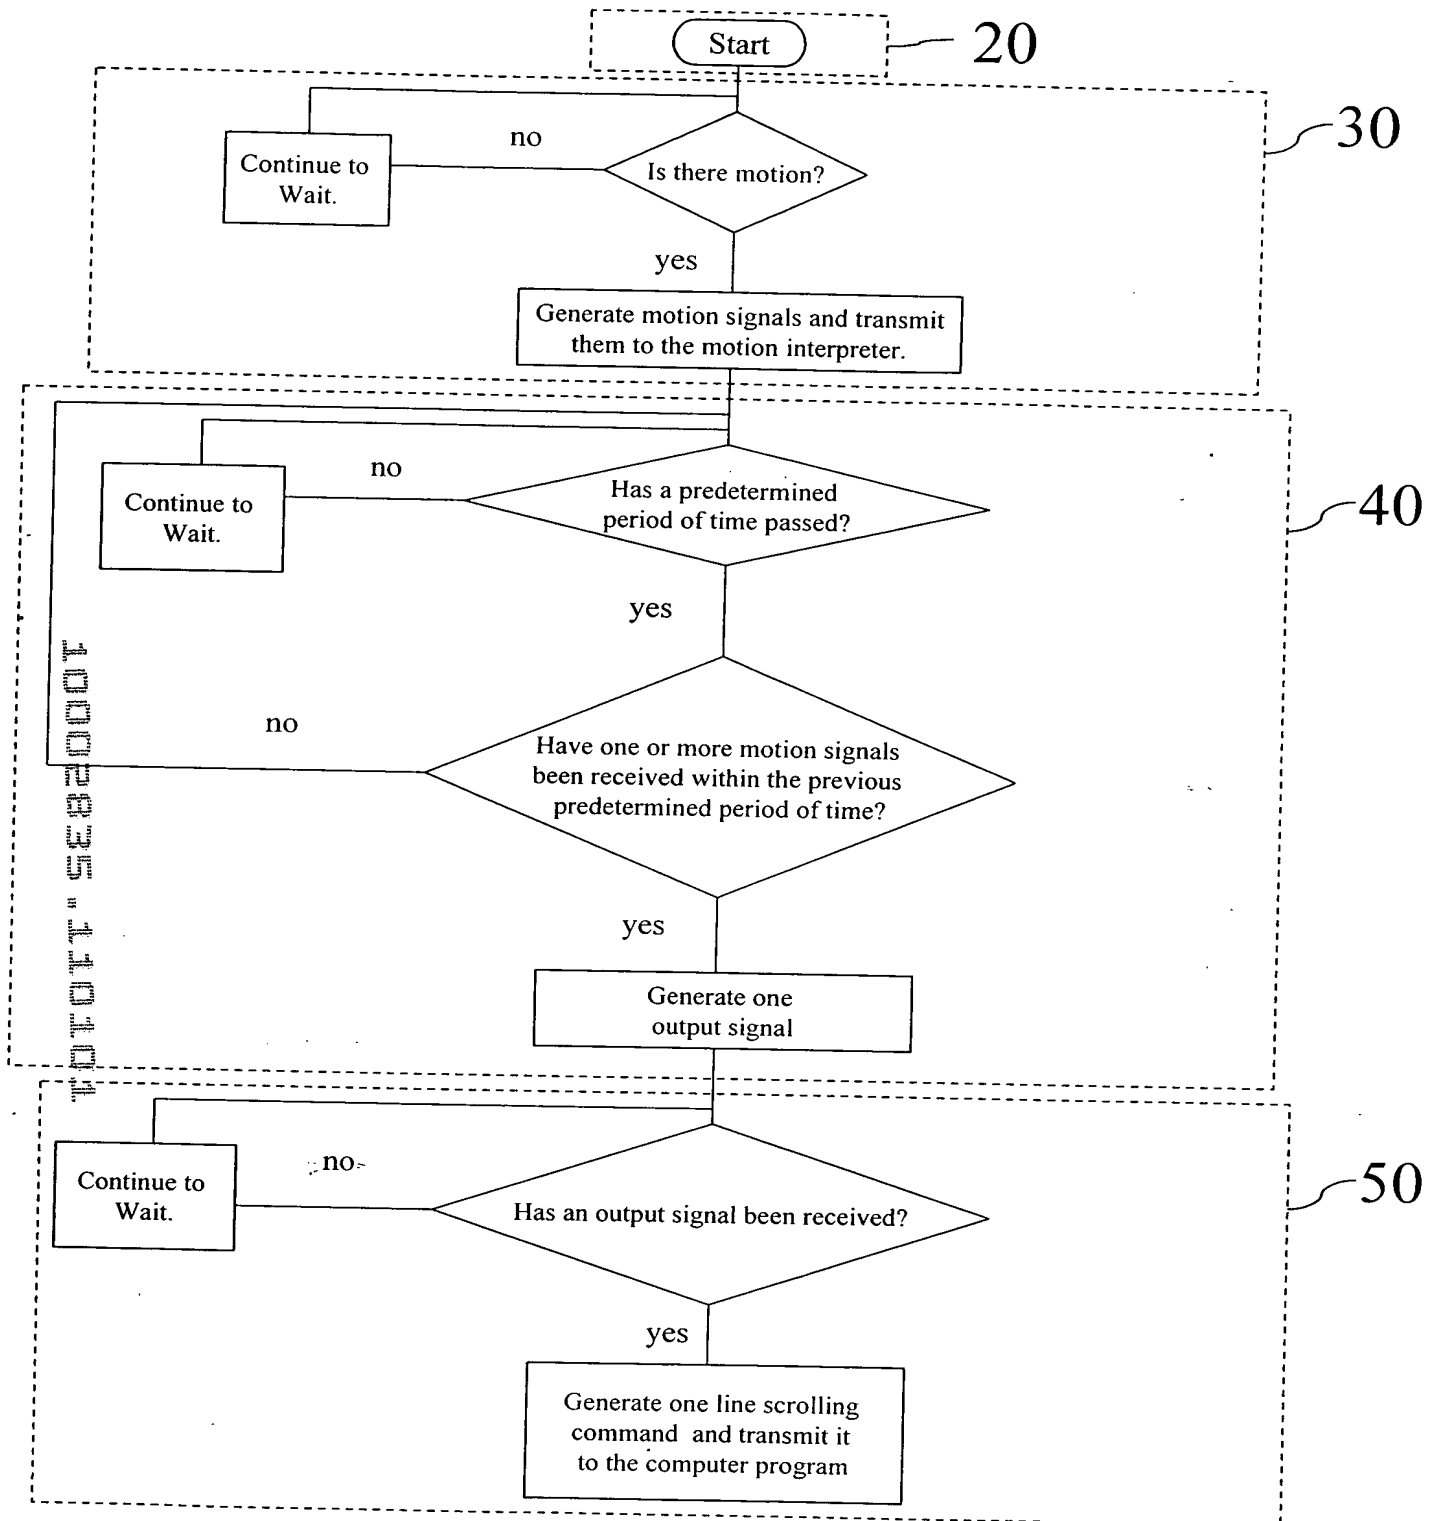 Start
20
30
no
Continue to
Wait.
Is there motion?
yes
Generate motion signals and transmit
them to the motion interpreter.
40
no
Continue to
Wait.
Has a predetermined
period of time passed?
yes
no
Have one or more motion signals
been received within the previous
predetermined period of time?
yes
Generate one
output signal
10002835.110101
50
no
Continue to
Wait.
Has an output signal been received?
yes
Generate one line scrolling
command and transmit it
to the computer program